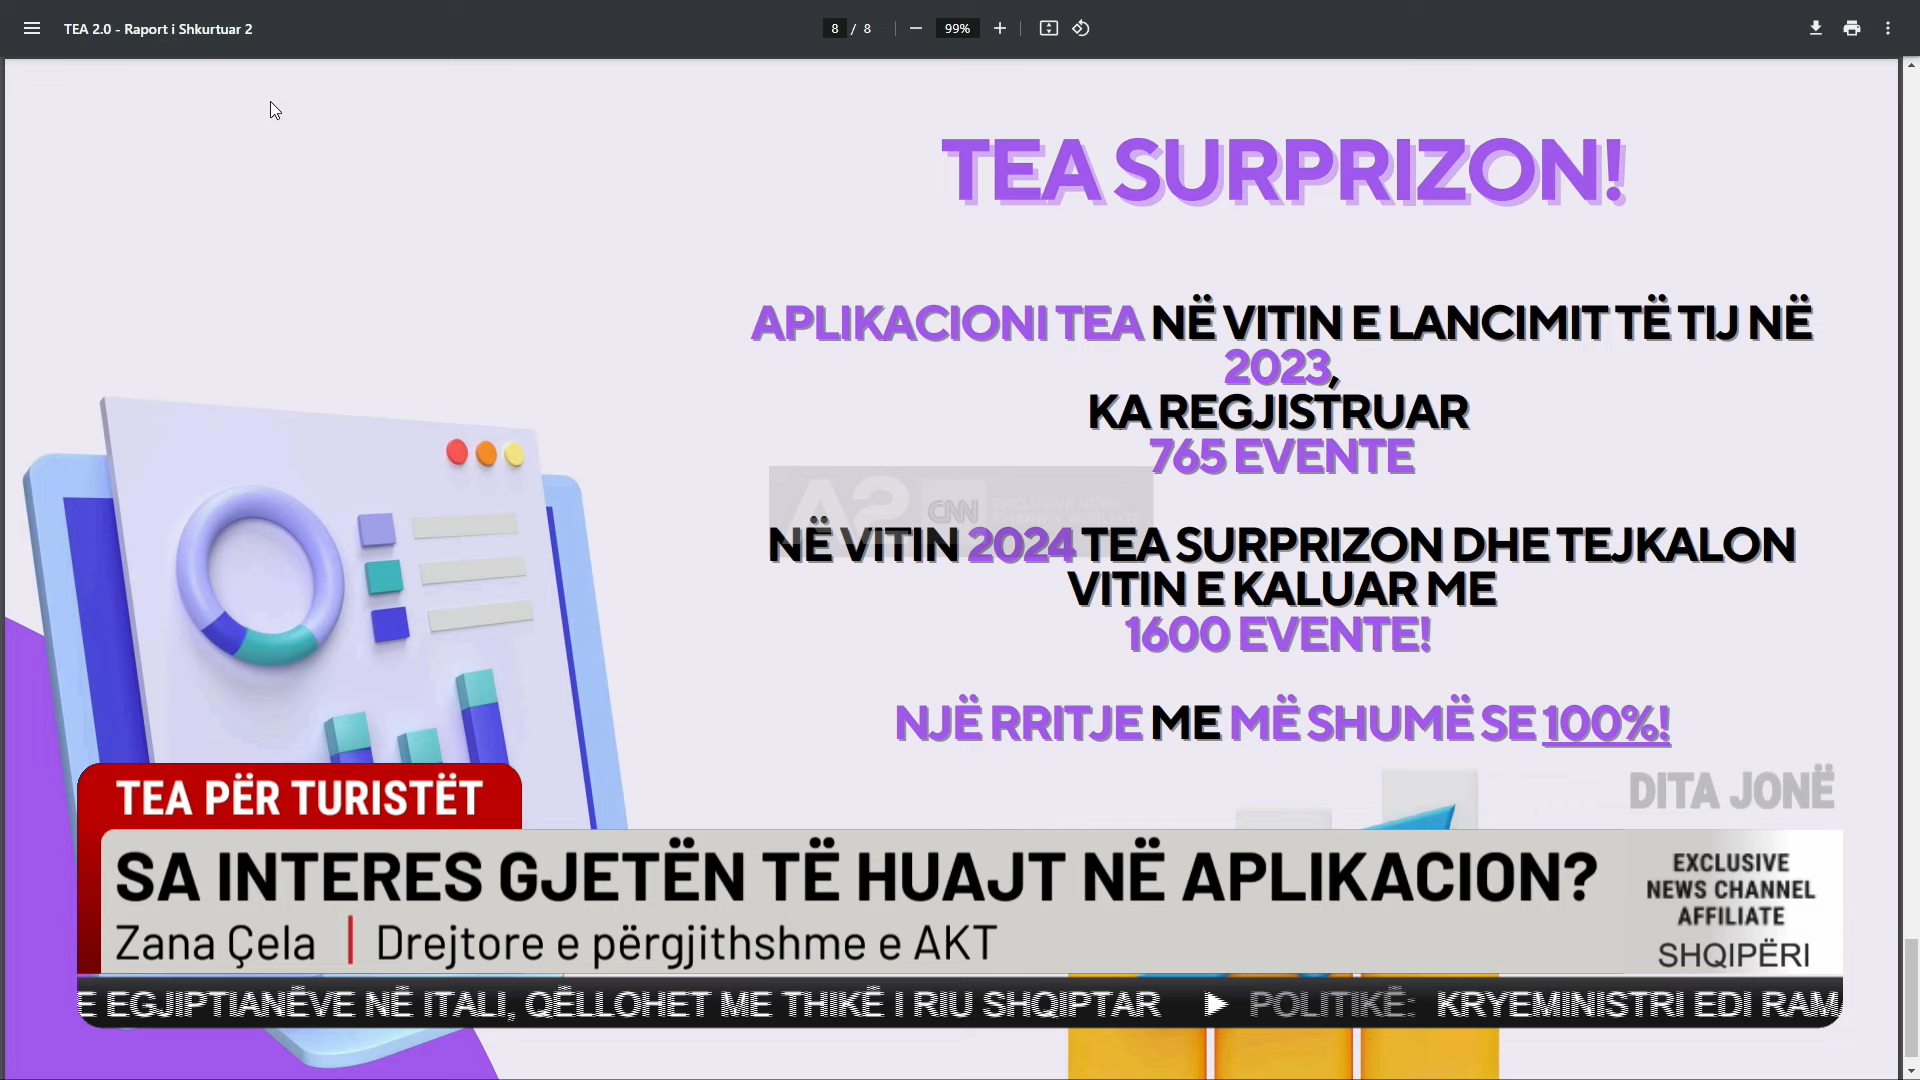 TEA 2.0 - Raport i Shkurtuar 2
8 / 8
99%
TEA SURPRIZON!
APLIKACIONI TEA NË VITIN E LANCIMIT TË TIJ NË
2023,
KA REGJISTRUAR
765 EVENTE
A2 CNN
NË VITIN 2024 TEA SURPRIZON DHE TEJKALON
VITIN E KALUAR ME
1600 EVENTE!
NJË RRITJE ME MË SHUMË SE 100%!
DITA JONË
TEA PËR TURISTËT
SA INTERES GJETËN TË HUAJT NË APLIKACION?
Zana Çela | Drejtore e përgjithshme e AKT
EXCLUSIVE
NEWS CHANNEL
AFFILIATE
SHQIPËRI
E EGJIPTIANËVE NË ITALI, QËLLOHET ME THIKË I RIU SHQIPTAR ▶ POLITIKË: KRYEMINISTRI EDI RAMA